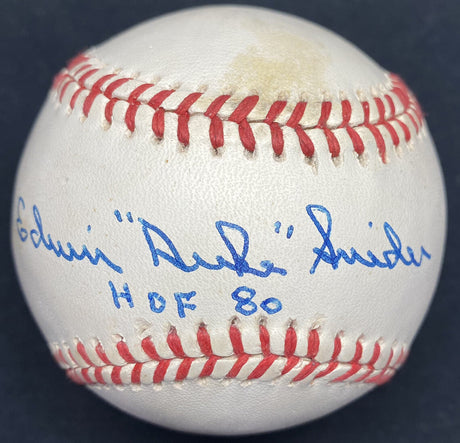 Edwin "Duke" Snider
HOF 80